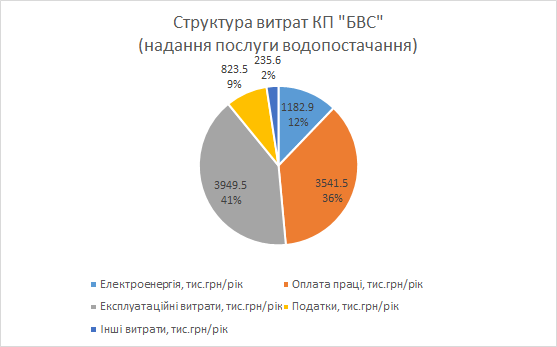 Структура витрат КП "БВС"
(надання послуги водопостачання)
235.6
2%
823.5
9%
1182.9
12%
3949.5
41%
3541.5
36%
Електроенергія, тис.грн/рік
Оплата праці, тис.грн/рік
Експлуатаційні витрати, тис.грн/рік
Податки, тис.грн/рік
Інші витрати, тис.грн/рік